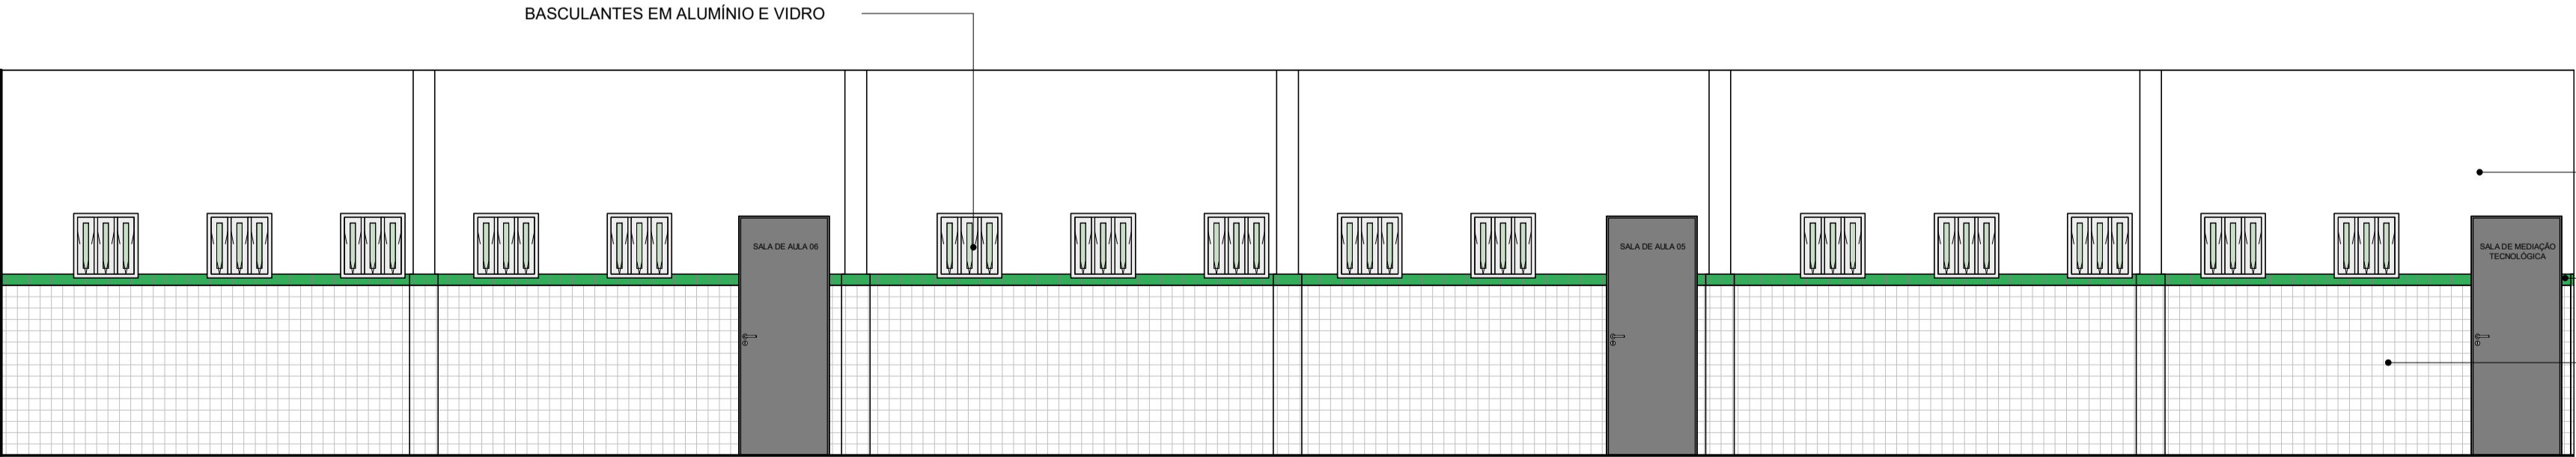 BASCULANTES EM ALUMÍNIO E VIDRO
SALA DE AULA 06
SALA DE AULA 05
SALA DE MEDIAÇÃO
TECNOLÓGICA